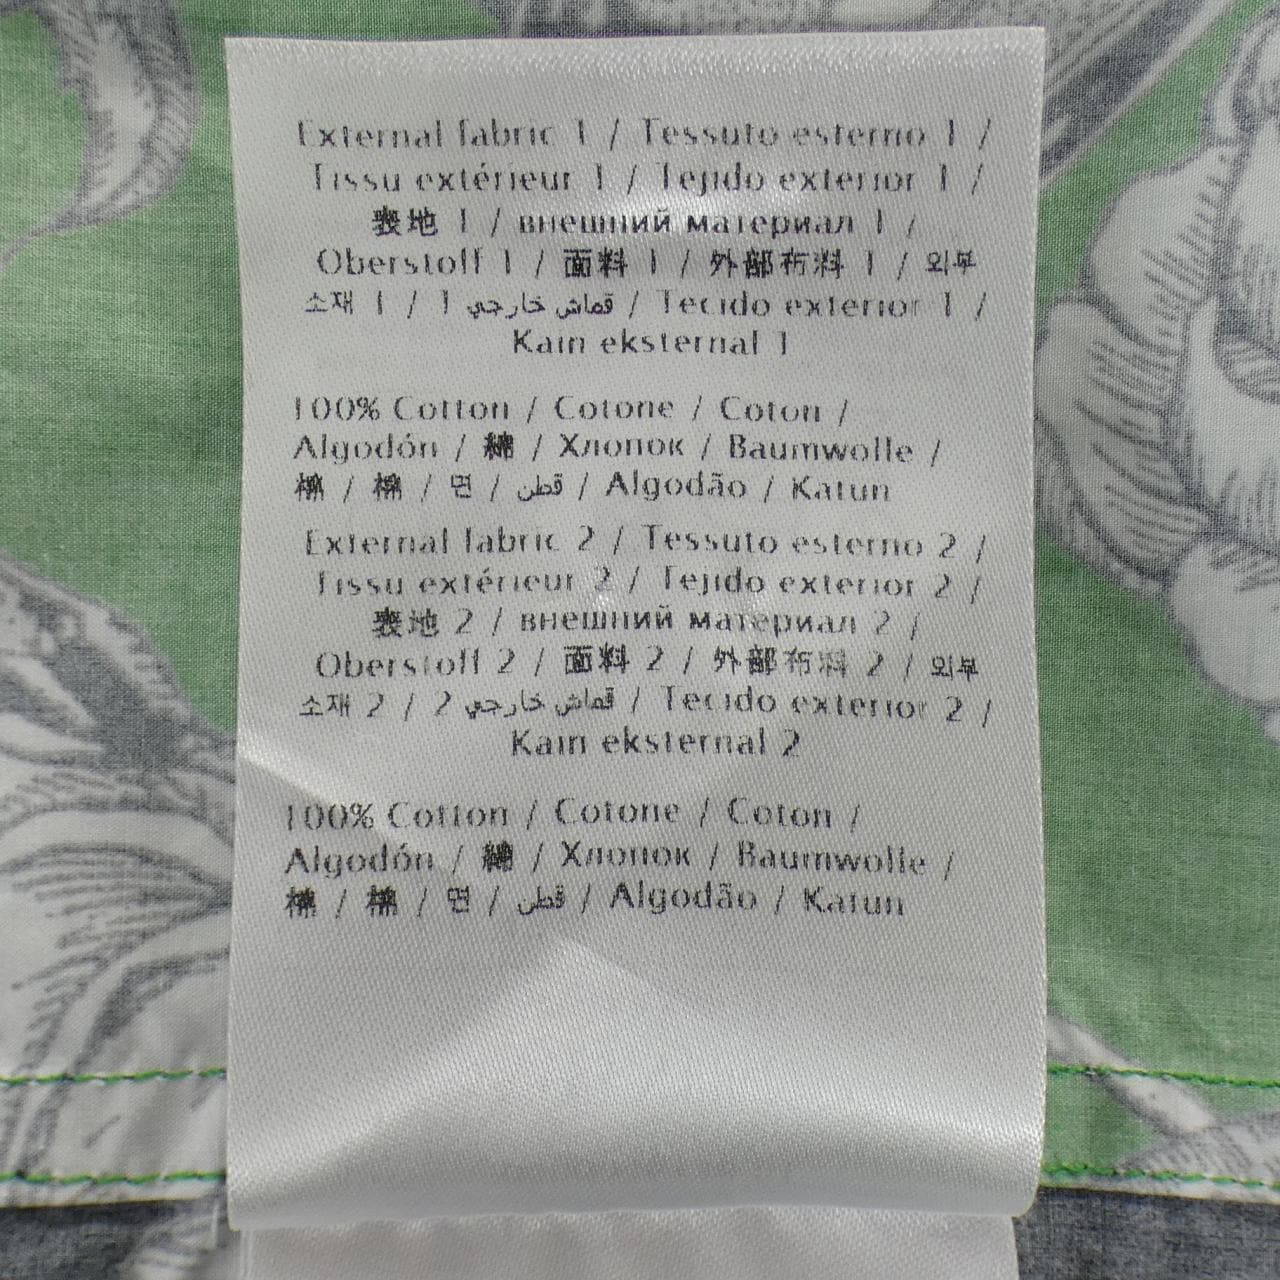 External fabric 1 / Tessuto esterno 1 /
Tissu extérieur 1 / Tejido exterior 1 /
表地 1 / внешний материал 1 /
Oberstoff 1 / 面料 1 / 外部布料 1 / 외부
소재 1 / 1 قماش خارجي / Tecido exterior 1 /
Kain eksternal 1
100% Cotton / Cotone / Coton /
Algodón / 綿 / Хлопок / Baumwolle /
棉 / 棉 / 면 / قطن / Algodão / Katun
External fabric 2 / Tessuto esterno 2 /
Tissu extérieur 2 / Tejido exterior 2 /
表地 2 / внешний материал 2 /
Oberstoff 2 / 面料 2 / 外部布料 2 / 외부
소재 2 / 2 قماش خارجي / Tecido exterior 2 /
Kain eksternal 2
100% Cotton / Cotone / Coton /
Algodón / 綿 / Хлопок / Baumwolle /
棉 / 棉 / 면 / قطن / Algodão / Katun